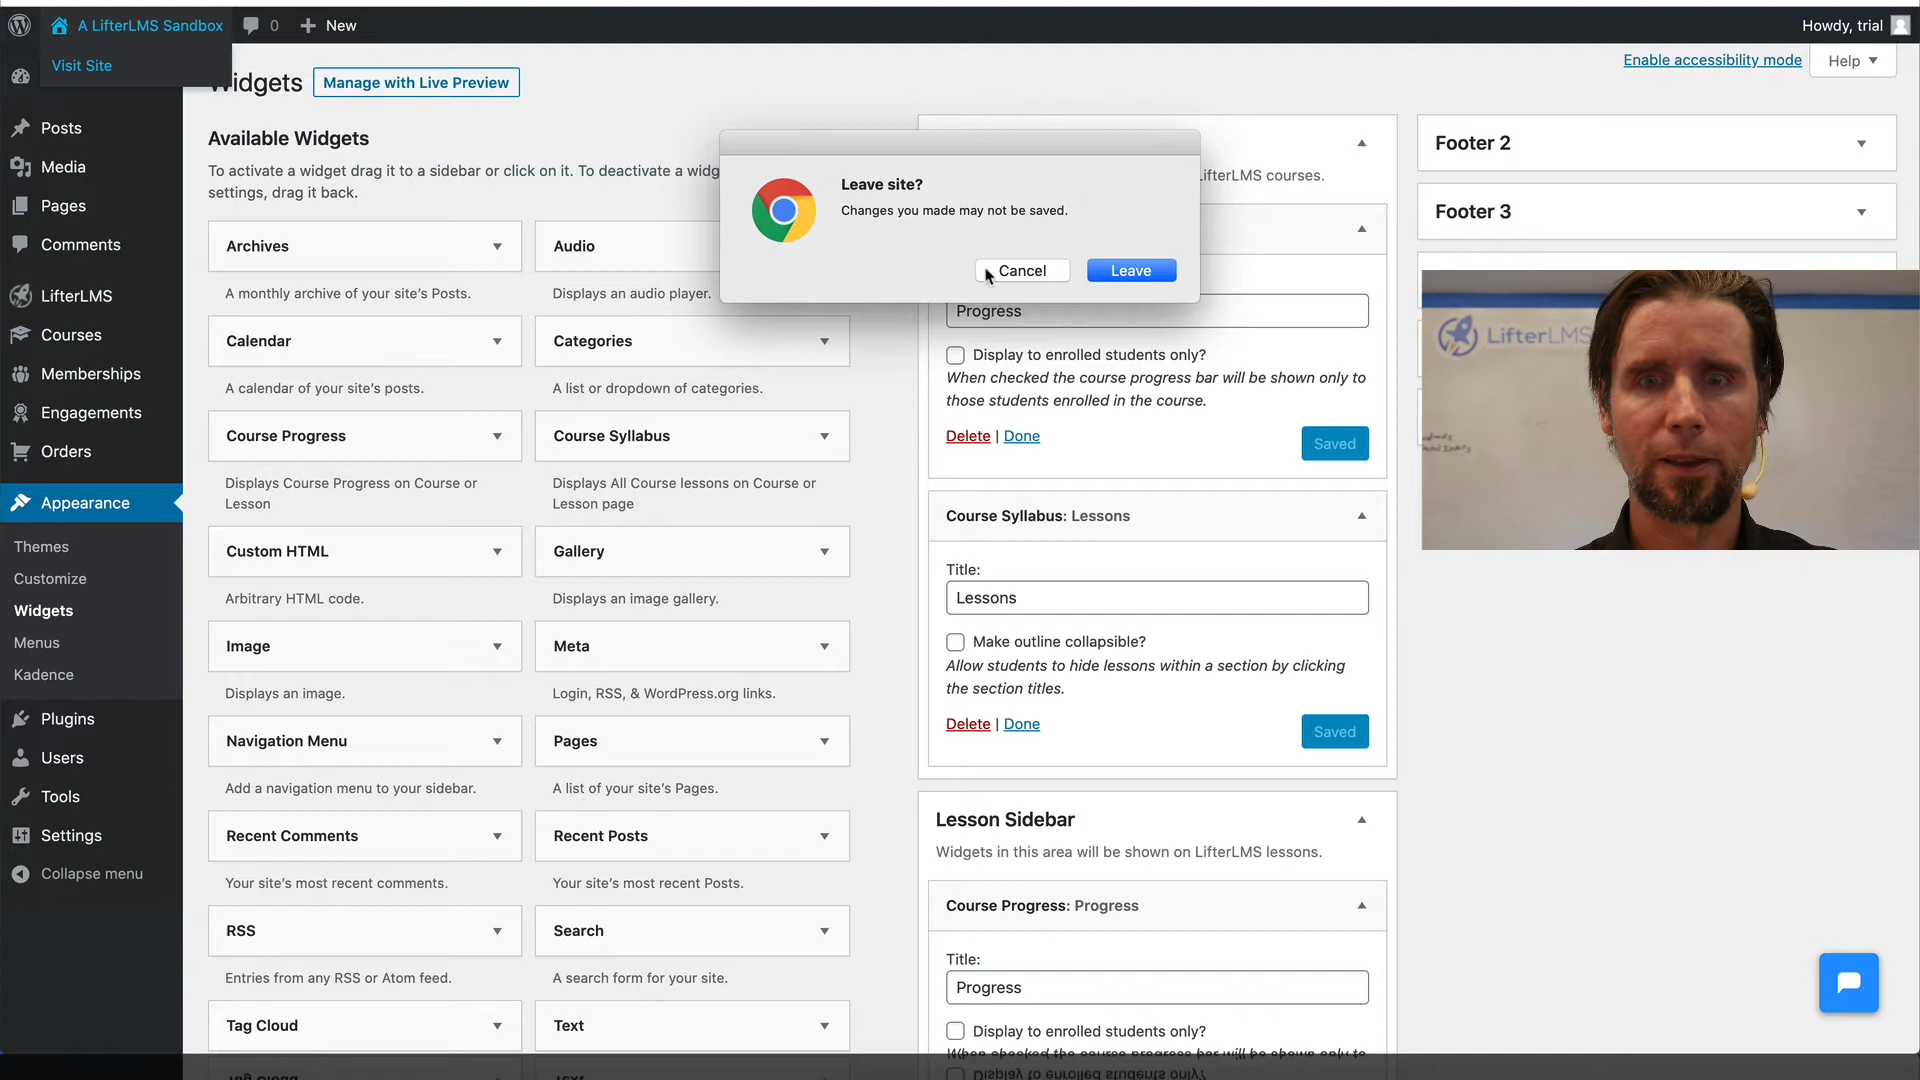 A LifterLMS Sandbox
0
New
Howdy, trial
Visit Site
Widgets
Manage with Live Preview
Enable accessibility mode
Help
Posts
Media
Pages
Comments
LifterLMS
Courses
Memberships
Engagements
Orders
Appearance
Themes
Customize
Widgets
Menus
Kadence
Plugins
Users
Tools
Settings
Collapse menu
Available Widgets
To activate a widget drag it to a sidebar or click on it. To deactivate a
settings, drag it back.
Archives
A monthly archive of your site's Posts.
Audio
Displays an audio player.
Calendar
A calendar of your site's posts.
Categories
A list or dropdown of categories.
Course Progress
Displays Course Progress on Course or
Lesson
Course Syllabus
Displays All Course lessons on Course or
Lesson page
Custom HTML
Arbitrary HTML code.
Gallery
Displays an image gallery.
Image
Displays an image.
Meta
Login, RSS, & WordPress.org links.
Navigation Menu
Add a navigation menu to your sidebar.
Pages
A list of your site's Pages.
Recent Comments
Your site's most recent comments.
Recent Posts
Your site's most recent Posts.
RSS
Entries from any RSS or Atom feed.
Search
A search form for your site.
Tag Cloud
Text
Leave site?
Changes you made may not be saved.
Cancel
Leave
LifterLMS courses.
Progress
Display to enrolled students only?
When checked the course progress bar will be shown only to
those students enrolled in the course.
Delete | Done
Saved
Course Syllabus: Lessons
Title:
Lessons
Make outline collapsible?
Allow students to hide lessons within a section by clicking
the section titles.
Delete | Done
Saved
Lesson Sidebar
Widgets in this area will be shown on LifterLMS lessons.
Course Progress: Progress
Title:
Progress
Display to enrolled students only?
When checked the course progress bar will be shown only to
Footer 2
Footer 3
LifterLMS